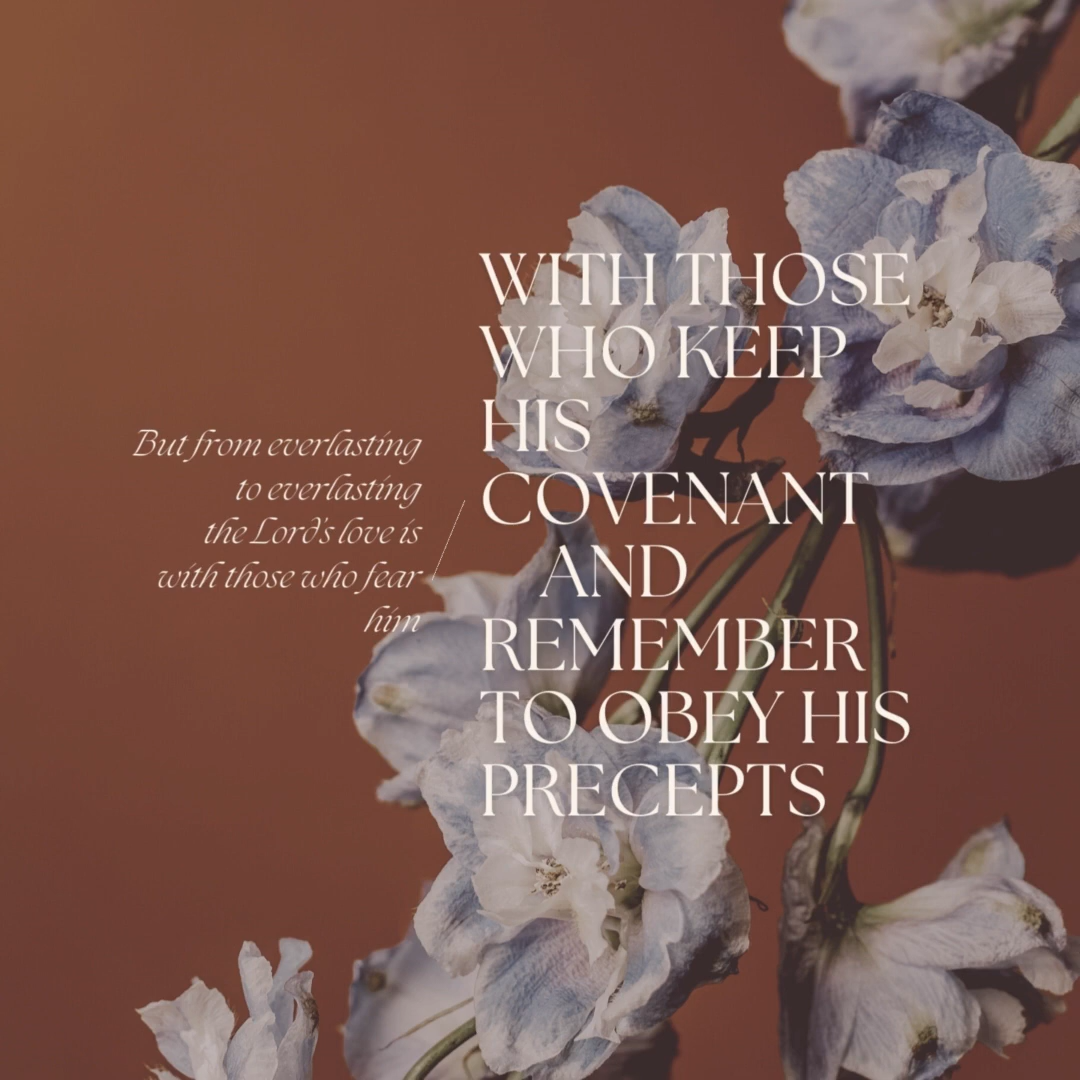 But from everlasting
to everlasting
the Lord's love is
with those who fear
him
WITH THOSE
WHO KEEP
HIS
COVENANT
AND
REMEMBER
TO OBEY HIS
PRECEPTS